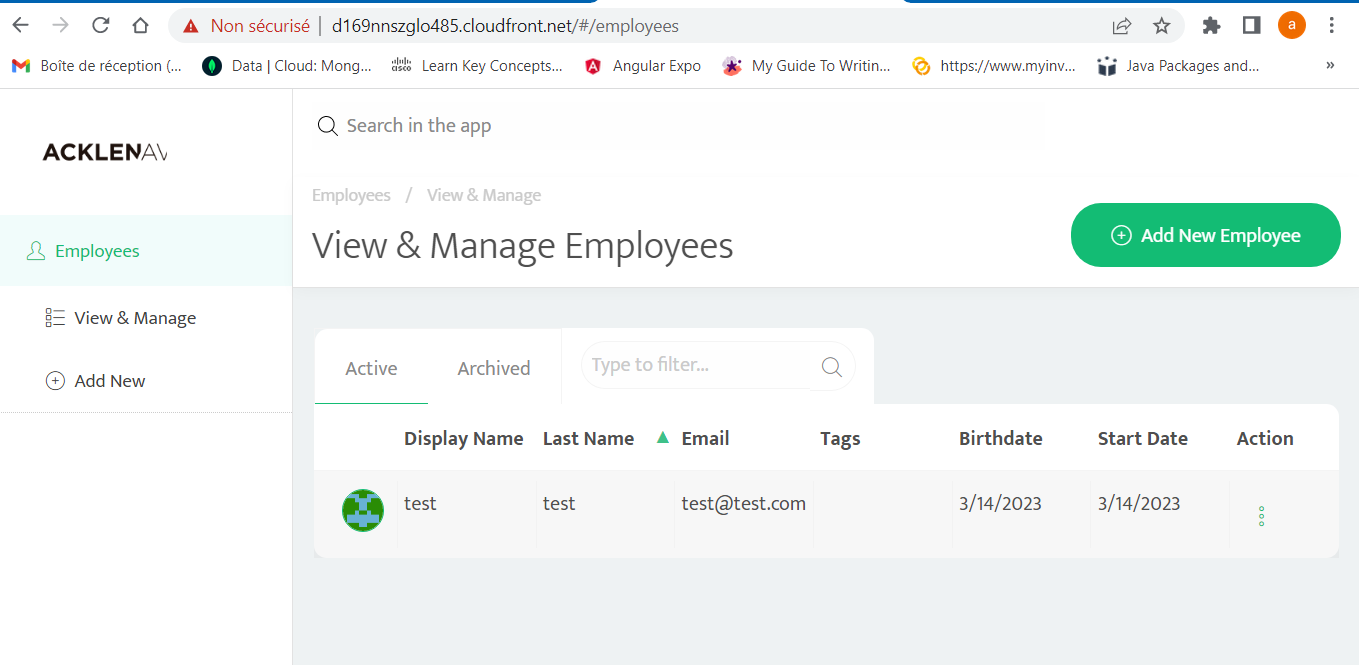 Non sécurisé | d169nnszglo485.cloudfront.net/#/employees a
Boîte de réception (... Data | Cloud: Mong... Learn Key Concepts... Angular Expo My Guide To Writin... https://www.myinv... Java Packages and... »
cisco
Search in the app
ACKLENAV
Employees / View & Manage
View & Manage Employees
Add New Employee
Employees
View & Manage
Add New
Active Archived Type to filter...
Display Name Last Name Email Tags Birthdate Start Date Action
test test test@test.com 3/14/2023 3/14/2023